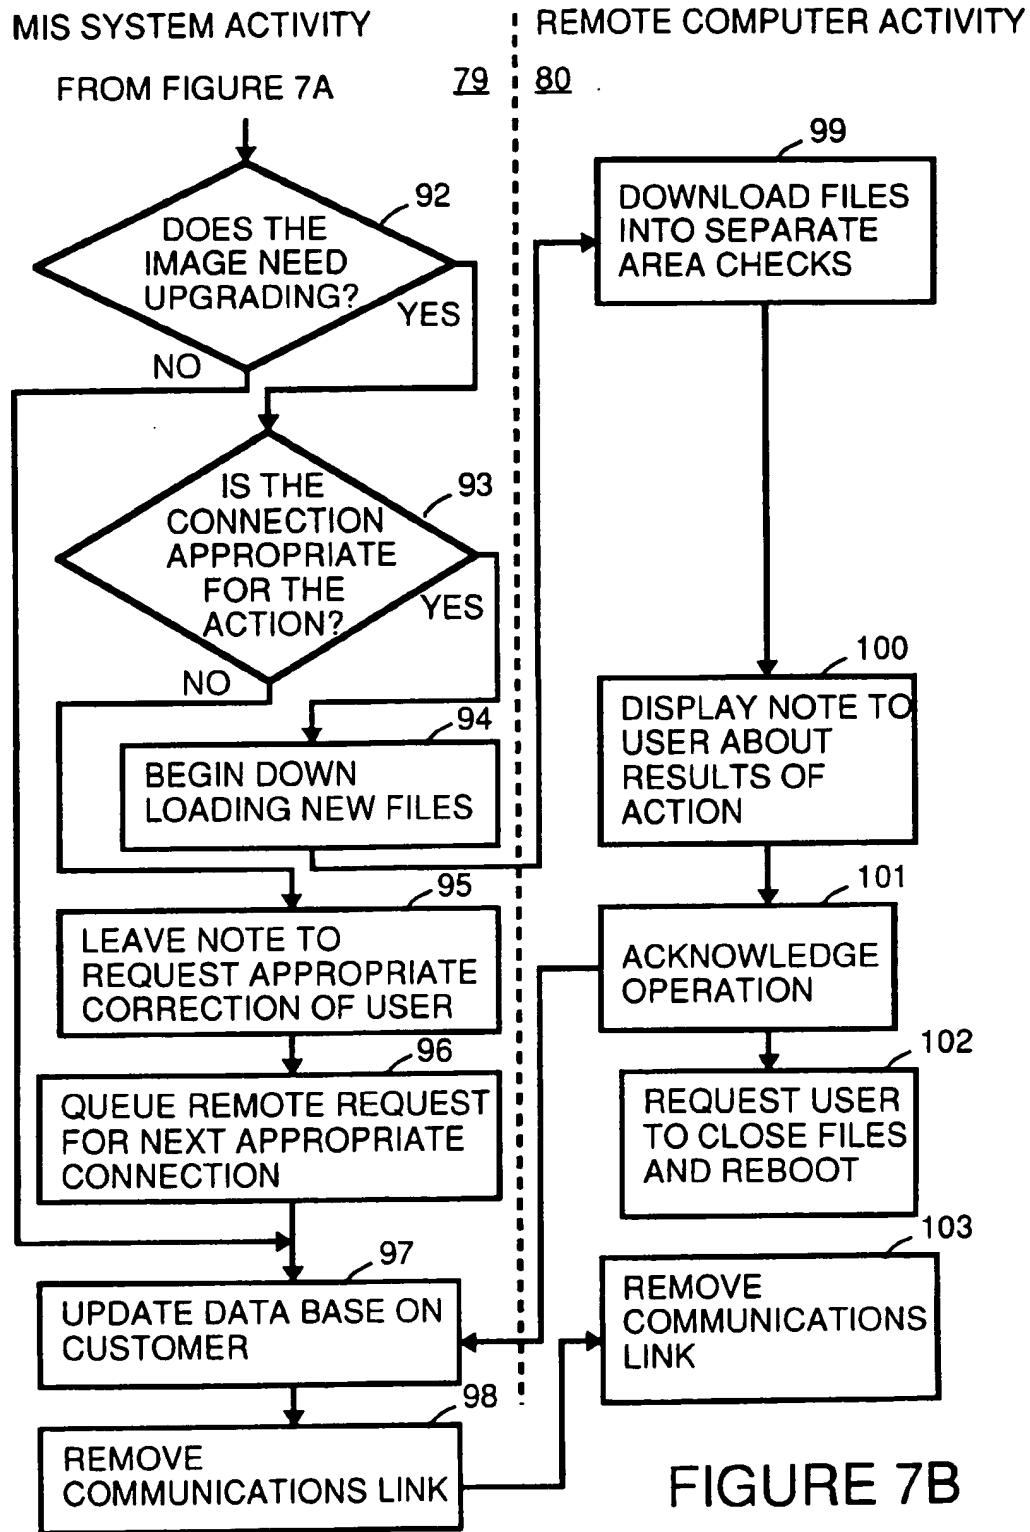 MIS SYSTEM ACTIVITY
REMOTE COMPUTER ACTIVITY
FROM FIGURE 7A
79
80
92
DOES THE
IMAGE NEED
UPGRADING?
YES
NO
93
IS THE
CONNECTION
APPROPRIATE
FOR THE
ACTION?
YES
NO
94
BEGIN DOWN
LOADING NEW FILES
95
LEAVE NOTE TO
REQUEST APPROPRIATE
CORRECTION OF USER
96
QUEUE REMOTE REQUEST
FOR NEXT APPROPRIATE
CONNECTION
97
UPDATE DATA BASE ON
CUSTOMER
98
REMOVE
COMMUNICATIONS LINK
99
DOWNLOAD FILES
INTO SEPARATE
AREA CHECKS
100
DISPLAY NOTE TO
USER ABOUT
RESULTS OF
ACTION
101
ACKNOWLEDGE
OPERATION
102
REQUEST USER
TO CLOSE FILES
AND REBOOT
103
REMOVE
COMMUNICATIONS
LINK
FIGURE 7B